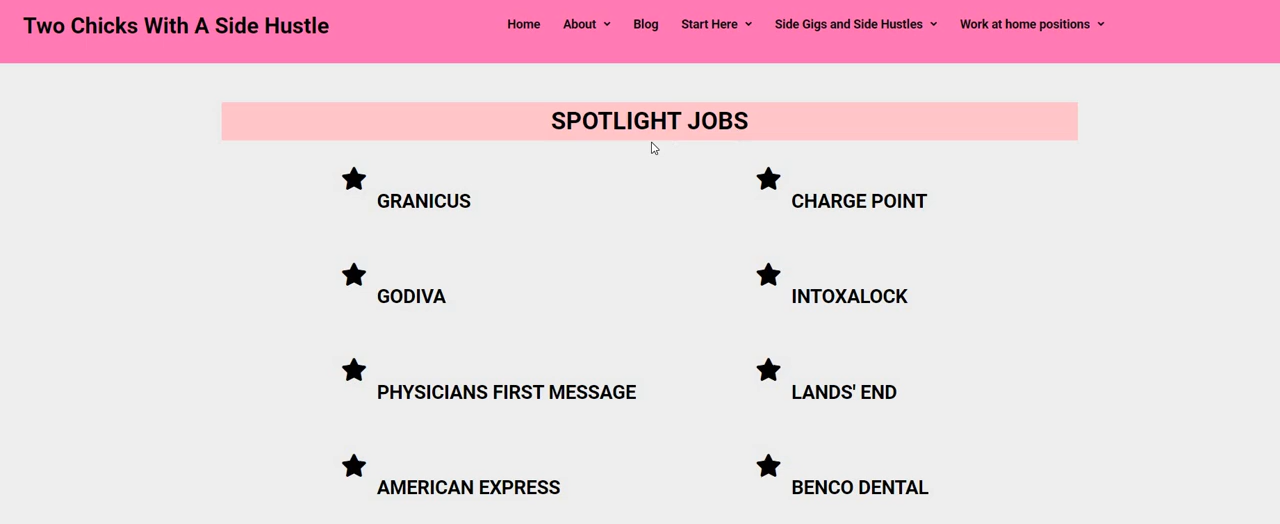 Two Chicks With A Side Hustle
Home About Blog Start Here Side Gigs and Side Hustles Work at home positions
SPOTLIGHT JOBS
GRANICUS
CHARGE POINT
GODIVA
INTOXALOCK
PHYSICIANS FIRST MESSAGE
LANDS' END
AMERICAN EXPRESS
BENCO DENTAL